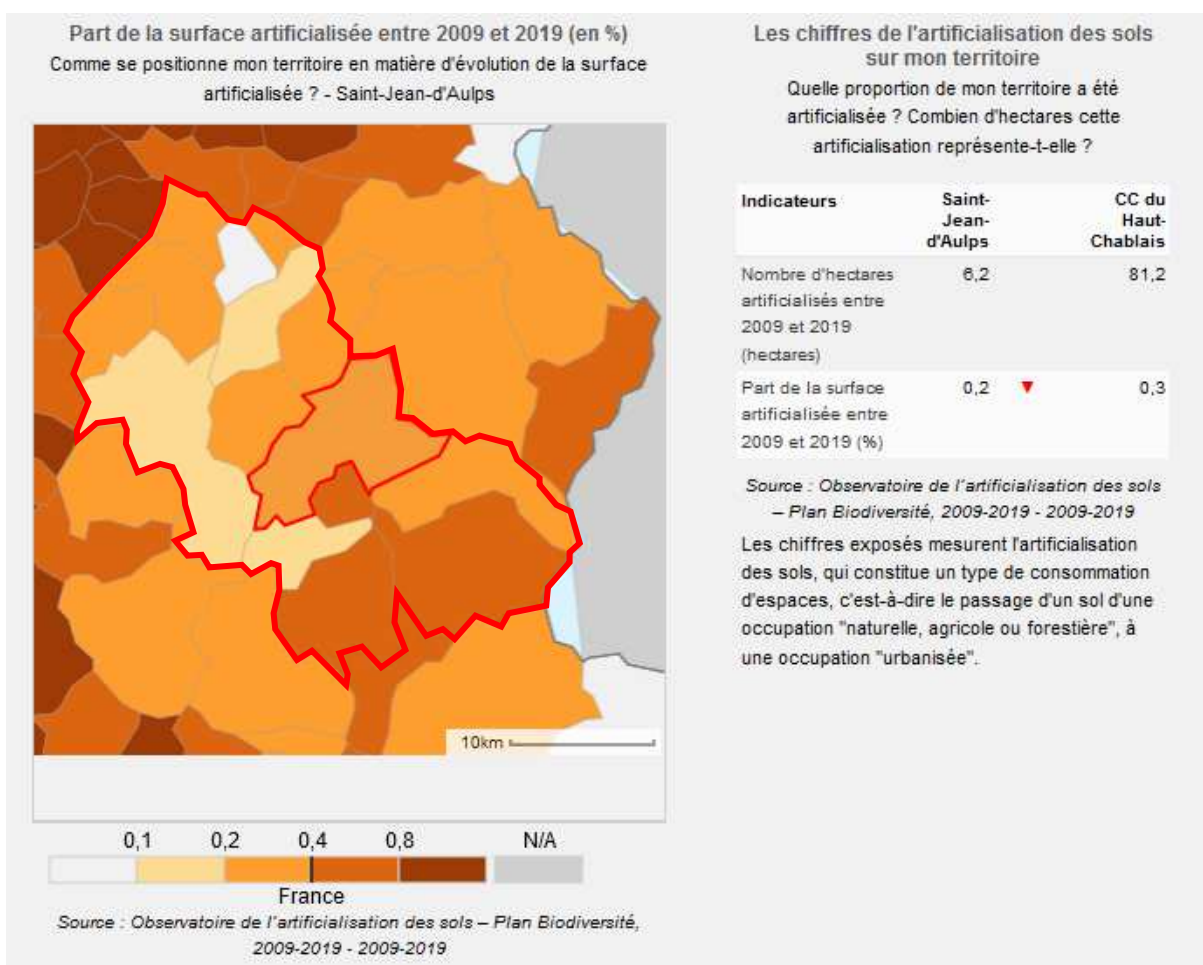 Part de la surface artificialisée entre 2009 et 2019 (en %)
Comme se positionne mon territoire en matière d'évolution de la surface
artificialisée ? - Saint-Jean-d'Aulps
10km
0,1 0,2 0,4 0,8 N/A
France
Source : Observatoire de l'artificialisation des sols – Plan Biodiversité,
2009-2019 - 2009-2019
Les chiffres de l'artificialisation des sols
sur mon territoire
Quelle proportion de mon territoire a été
artificialisée ? Combien d'hectares cette
artificialisation représente-t-elle ?
Indicateurs Saint- CC du
Jean- Haut-
d'Aulps Chablais
Nombre d'hectares 6,2 81,2
artificialisés entre
2009 et 2019
(hectares)
Part de la surface 0,2 ▼ 0,3
artificialisée entre
2009 et 2019 (%)
Source : Observatoire de l'artificialisation des sols
– Plan Biodiversité, 2009-2019 - 2009-2019
Les chiffres exposés mesurent l'artificialisation
des sols, qui constitue un type de consommation
d'espaces, c'est-à-dire le passage d'un sol d'une
occupation "naturelle, agricole ou forestière", à
une occupation "urbanisée".